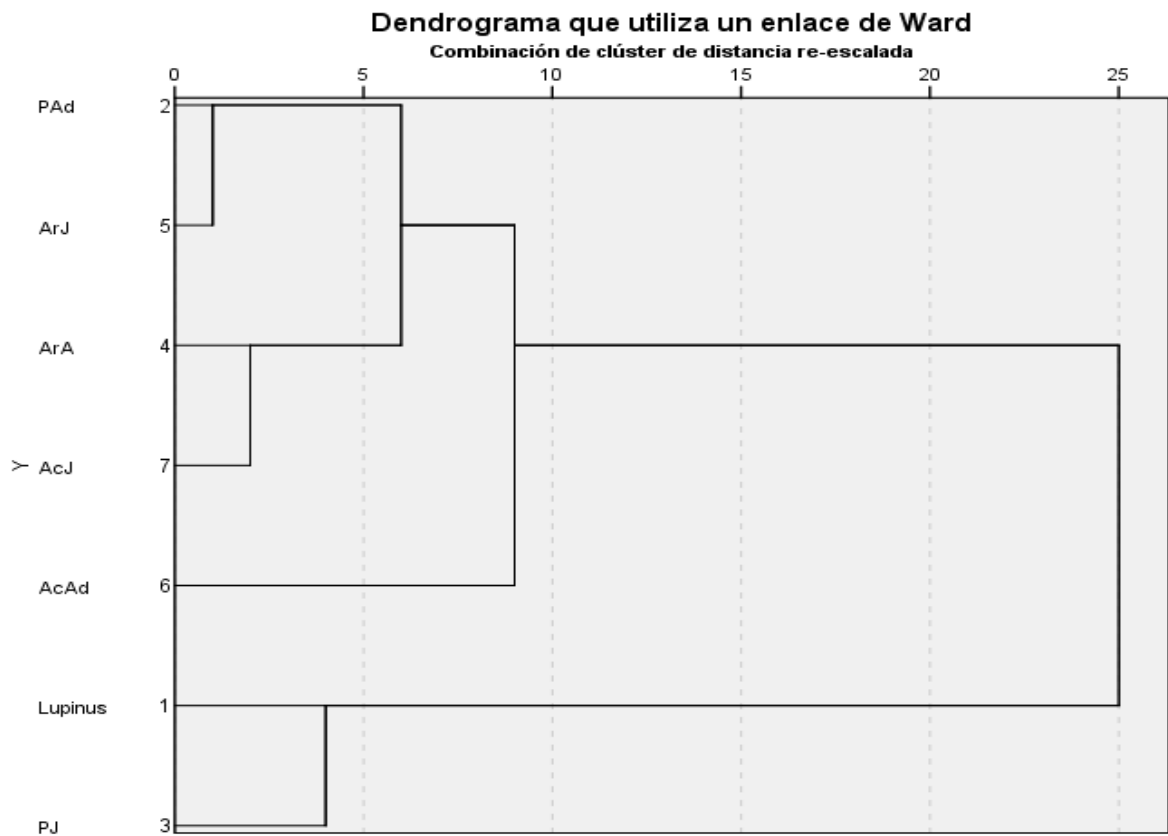 Dendrograma que utiliza un enlace de Ward
Combinación de clúster de distancia re-escalada
0 5 10 15 20 25
PAd 2
ArJ 5
ArA 4
Y
AcJ 7
AcAd 6
Lupinus 1
PJ 3